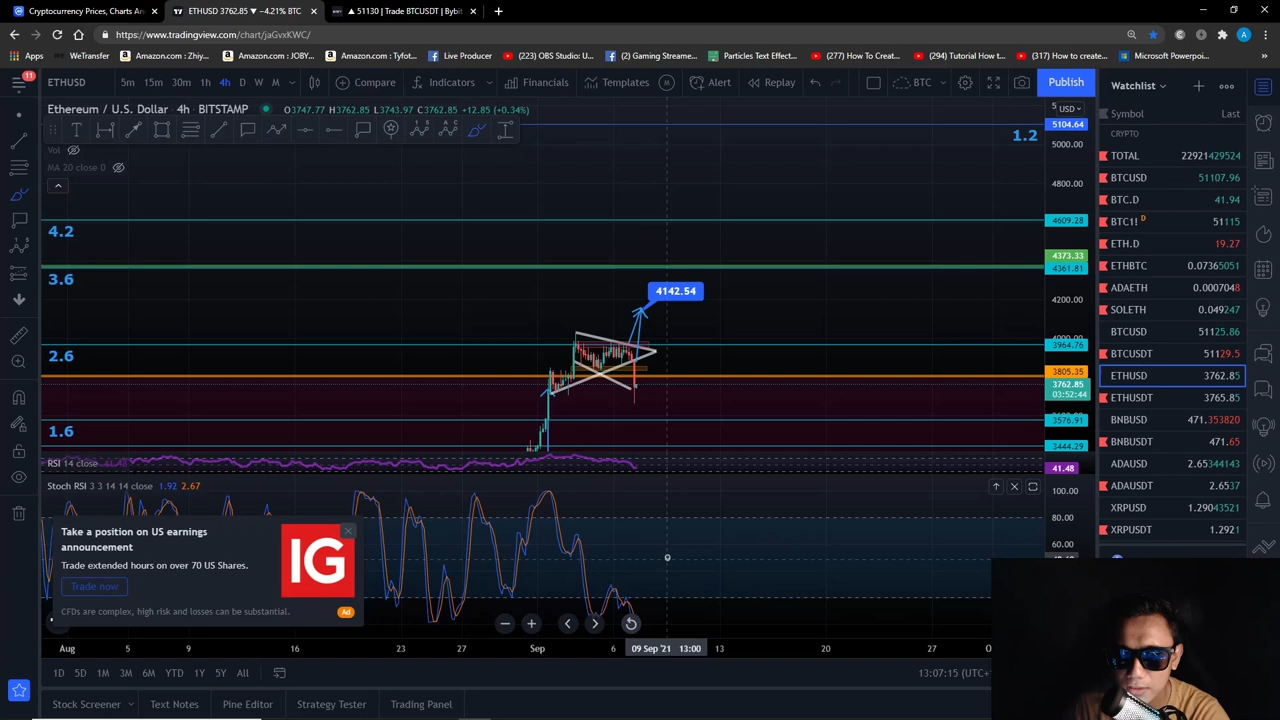 Cryptocurrency Prices, Charts An
ETHUSD 3762.85 ▼ −4.21% BTC
▲ 51130 | Trade BTCUSDT | Bybit
https://www.tradingview.com/chart/jaGvxKWC/
Apps
WeTransfer
Amazon.com : Zhiy...
Amazon.com : JOBY...
Amazon.com : Tyfot...
Live Producer
(223) OBS Studio: U...
(2) Gaming Streame...
Particles Text Effect...
(277) How To Creat...
(294) Tutorial How t...
(317) How to creat...
Microsoft Powerpoi...
11
ETHUSD
5m 15m 30m 1h 4h D W M
Compare
Indicators
Financials
Templates
M
Alert
Replay
BTC
Publish
Ethereum / U.S. Dollar · 4h · BITSTAMP
O3747.77 H3762.85 L3743.97 C3762.85 +12.85 (+0.34%)
Vol
MA 20 close 0
USD
5104.64
5000.00
4800.00
4609.28
4373.33
4361.81
4200.00
3964.76
3805.35
3762.85
03:52:44
3576.91
3444.29
1.2
4.2
3.6
2.6
1.6
4142.54
RSI 14 close 41.48
41.48
Stoch RSI 3 3 14 14 close 1.92 2.67
100.00
80.00
60.00
Take a position on US earnings
announcement
Trade extended hours on over 70 US Shares.
Trade now
CFDs are complex, high risk and losses can be substantial.
Ad
IG
Aug 5 9 16 23 27 Sep 6 09 Sep '21 13:00 13 20 27
1D 5D 1M 3M 6M YTD 1Y 5Y All
13:07:15 (UTC+
Stock Screener
Text Notes
Pine Editor
Strategy Tester
Trading Panel
Watchlist
Symbol Last
CRYPTO
TOTAL 22921429524
BTCUSD 51107.96
BTC.D 41.94
BTC1! D 51115
ETH.D 19.27
ETHBTC 0.07365051
ADAETH 0.0007048
SOLETH 0.049247
BTCUSD 51125.86
BTCUSDT 51129.5
ETHUSD 3762.85
ETHUSDT 3765.85
BNBUSD 471.353820
BNBUSDT 471.65
ADAUSD 2.65344143
ADAUSDT 2.6537
XRPUSD 1.29043521
XRPUSDT 1.2921